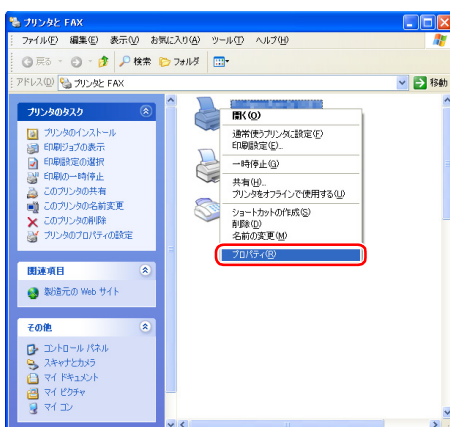 プリンタと FAX
ファイル(F) 編集(E) 表示(V) お気に入り(A) ツール(T) ヘルプ(H)
戻る 検索 フォルダ
アドレス(D) プリンタと FAX 移動
プリンタのタスク
プリンタのインストール
印刷ジョブの表示
印刷設定の選択
印刷の一時停止
このプリンタの共有
このプリンタの名前変更
このプリンタの削除
プリンタのプロパティの設定
関連項目
製造元の Web サイト
その他
コントロール パネル
スキャナとカメラ
マイ ドキュメント
マイ ピクチャ
マイ コン
開く(O)
通常使うプリンタに設定(F)
印刷設定(E)...
一時停止(G)
共有(H)...
プリンタをオフラインで使用する(U)
ショートカットの作成(S)
削除(D)
名前の変更(M)
プロパティ(R)